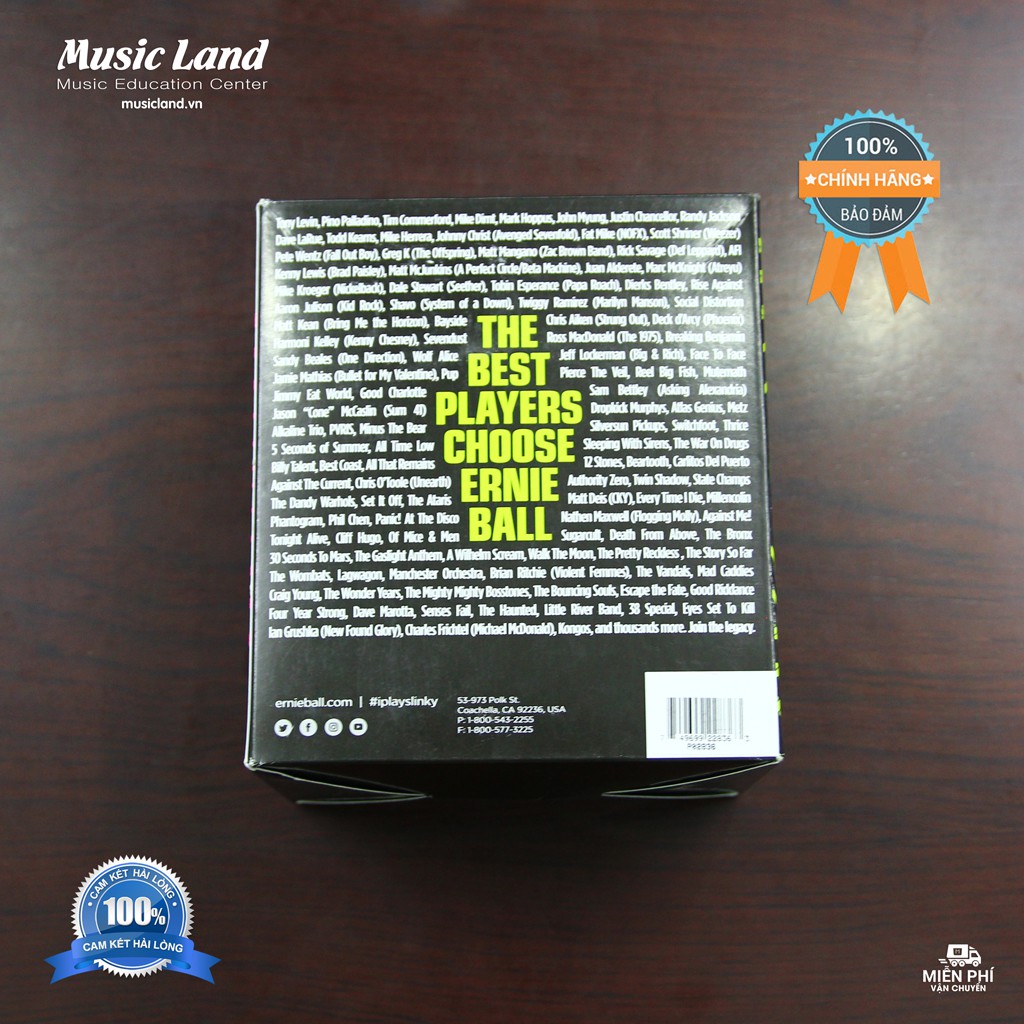 Music Land
Music Education Center
musicland.vn
100%
CHÍNH HÃNG
BẢO ĐẢM
Tony Levin, Pino Palladino, Tim Commerford, Mike Dirnt, Mark Hoppus, John Myung, Justin Chancellor, Randy Jackson
Dave LaRue, Todd Kearns, Mike Herrera, Johnny Christ (Avenged Sevenfold), Fat Mike (NOFX), Scott Shriner (Weezer)
Pete Wentz (Fall Out Boy), Greg K (The Offspring), Matt Mangano (Zac Brown Band), Rick Savage (Def Leppard), AFI
Kenny Lewis (Brad Paisley), Matt McJunkins (A Perfect Circle/Beta Machine), Juan Alderete, Marc McKnight (Atreyu)
Mike Kroeger (Nickelback), Dale Stewart (Seether), Tobin Esperance (Papa Roach), Dierks Bentley, Rise Against
Aaron Julison (Kid Rock), Shavo (System of a Down), Twiggy Ramirez (Marilyn Manson), Social Distortion
Matt Kean (Bring Me the Horizon), Bayside
Harmoni Kelley (Kenny Chesney), Sevendust
Sandy Beales (One Direction), Wolf Alice
Jamie Mathias (Bullet for My Valentine), Pup
Jimmy Eat World, Good Charlotte
Jason "Cone" McCaslin (Sum 41)
Alkaline Trio, PVRIS, Minus The Bear
5 Seconds of Summer, All Time Low
Billy Talent, Best Coast, All That Remains
Against The Current, Chris O'Toole (Unearth)
The Dandy Warhols, Set It Off, The Ataris
Phantogram, Phil Chen, Panic! At The Disco
Tonight Alive, Cliff Hugo, Of Mice & Men
THE
BEST
PLAYERS
CHOOSE
ERNIE
BALL
Chris Aiken (Strung Out), Deck d'Arcy (Phoenix)
Ross MacDonald (The 1975), Breaking Benjamin
Jeff Lockerman (Big & Rich), Face To Face
Pierce The Veil, Reel Big Fish, Mutemath
Sam Bettley (Asking Alexandria)
Dropkick Murphys, Atlas Genius, Metz
Silversun Pickups, Switchfoot, Thrice
Sleeping With Sirens, The War On Drugs
12 Stones, Beartooth, Carlitos Del Puerto
Authority Zero, Twin Shadow, State Champs
Matt Deis (CKY), Every Time I Die, Millencolin
Nathen Maxwell (Flogging Molly), Against Me!
Sugarcult, Death From Above, The Bronx
30 Seconds To Mars, The Gaslight Anthem, A Wilhelm Scream, Walk The Moon, The Pretty Reckless , The Story So Far
The Wombats, Lagwagon, Manchester Orchestra, Brian Ritchie (Violent Femmes), The Vandals, Mad Caddies
Craig Young, The Wonder Years, The Mighty Mighty Bosstones, The Bouncing Souls, Escape the Fate, Good Riddance
Four Year Strong, Dave Marotta, Senses Fail, The Haunted, Little River Band, 38 Special, Eyes Set To Kill
Ian Grushka (New Found Glory), Charles Frichtel (Michael McDonald), Kongos, and thousands more. Join the legacy.
ernieball.com | #iplayslinky
53-973 Polk St.
Coachella, CA 92236, USA
P: 1-800-543-2255
F: 1-800-577-3225
7 49699 22836 3
P02836
CAM KẾT HÀI LÒNG
100%
CAM KẾT HÀI LÒNG
MIỄN PHÍ
VẬN CHUYỂN